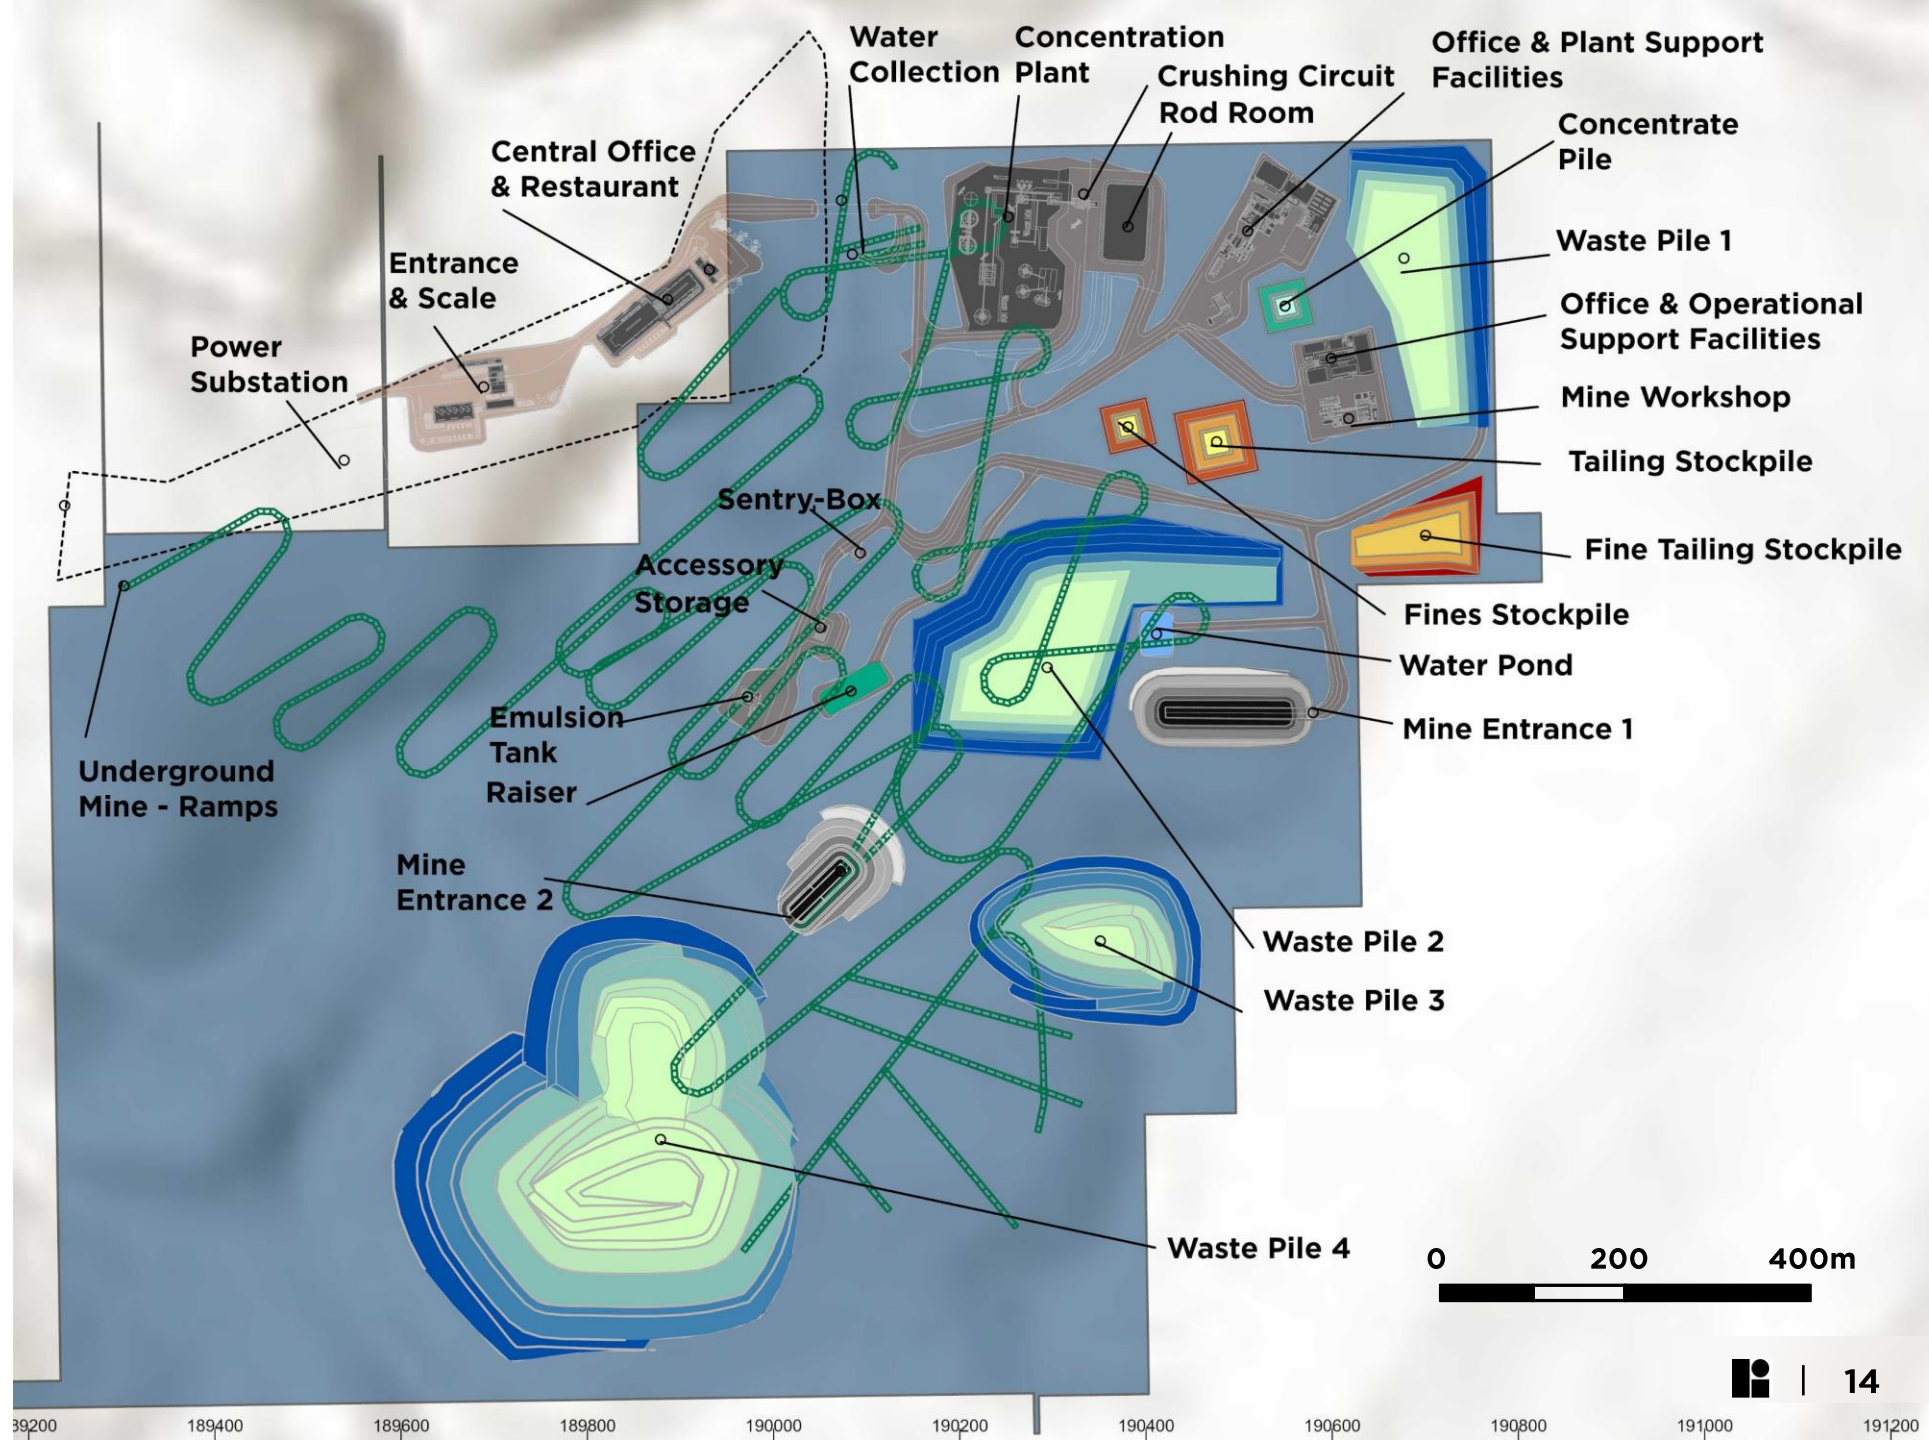 Water
Collection
Concentration
Plant
Office & Plant Support
Facilities
Crushing Circuit
Rod Room
Concentrate
Pile
Central Office
& Restaurant
Waste Pile 1
Entrance
& Scale
Office & Operational
Support Facilities
Power
Substation
Mine Workshop
Tailing Stockpile
Sentry-Box
Fine Tailing Stockpile
Accessory
Storage
Fines Stockpile
Water Pond
Emulsion
Tank
Mine Entrance 1
Underground
Mine - Ramps
Raiser
Mine
Entrance 2
Waste Pile 2
Waste Pile 3
Waste Pile 4
0 200 400m
14
189400 189600 189800 190000 190200 190400 190600 190800 191000 191200